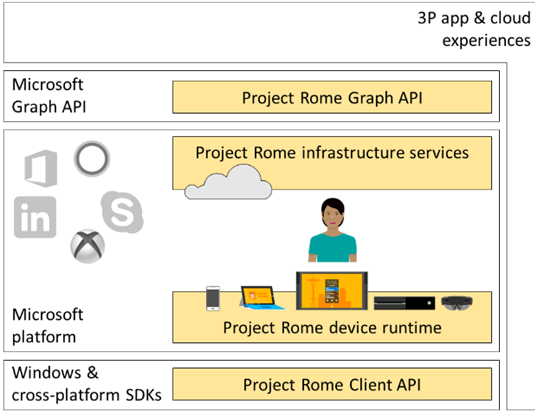 3P app & cloud
experiences
Microsoft
Graph API
Project Rome Graph API
Project Rome infrastructure services
in
S
Microsoft
platform
Project Rome device runtime
Windows &
cross-platform SDKs
Project Rome Client API